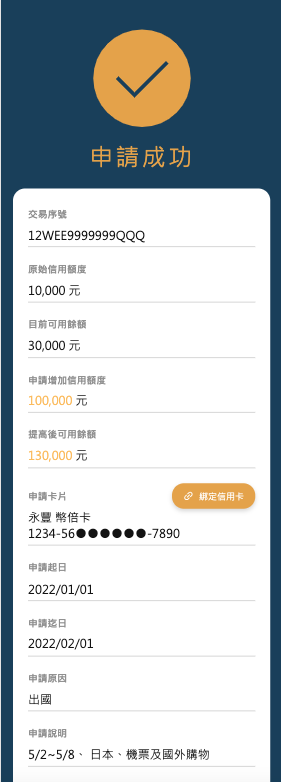 申請成功
交易序號
12WEE9999999QQQ
原始信用額度
10,000 元
目前可用餘額
30,000 元
申請增加信用額度
100,000 元
提高後可用餘額
130,000 元
申請卡片
綁定信用卡
永豐 幣倍卡
1234-56●●●●●●-7890
申請起日
2022/01/01
申請迄日
2022/02/01
申請原因
出國
申請說明
5/2~5/8、 日本、機票及國外購物